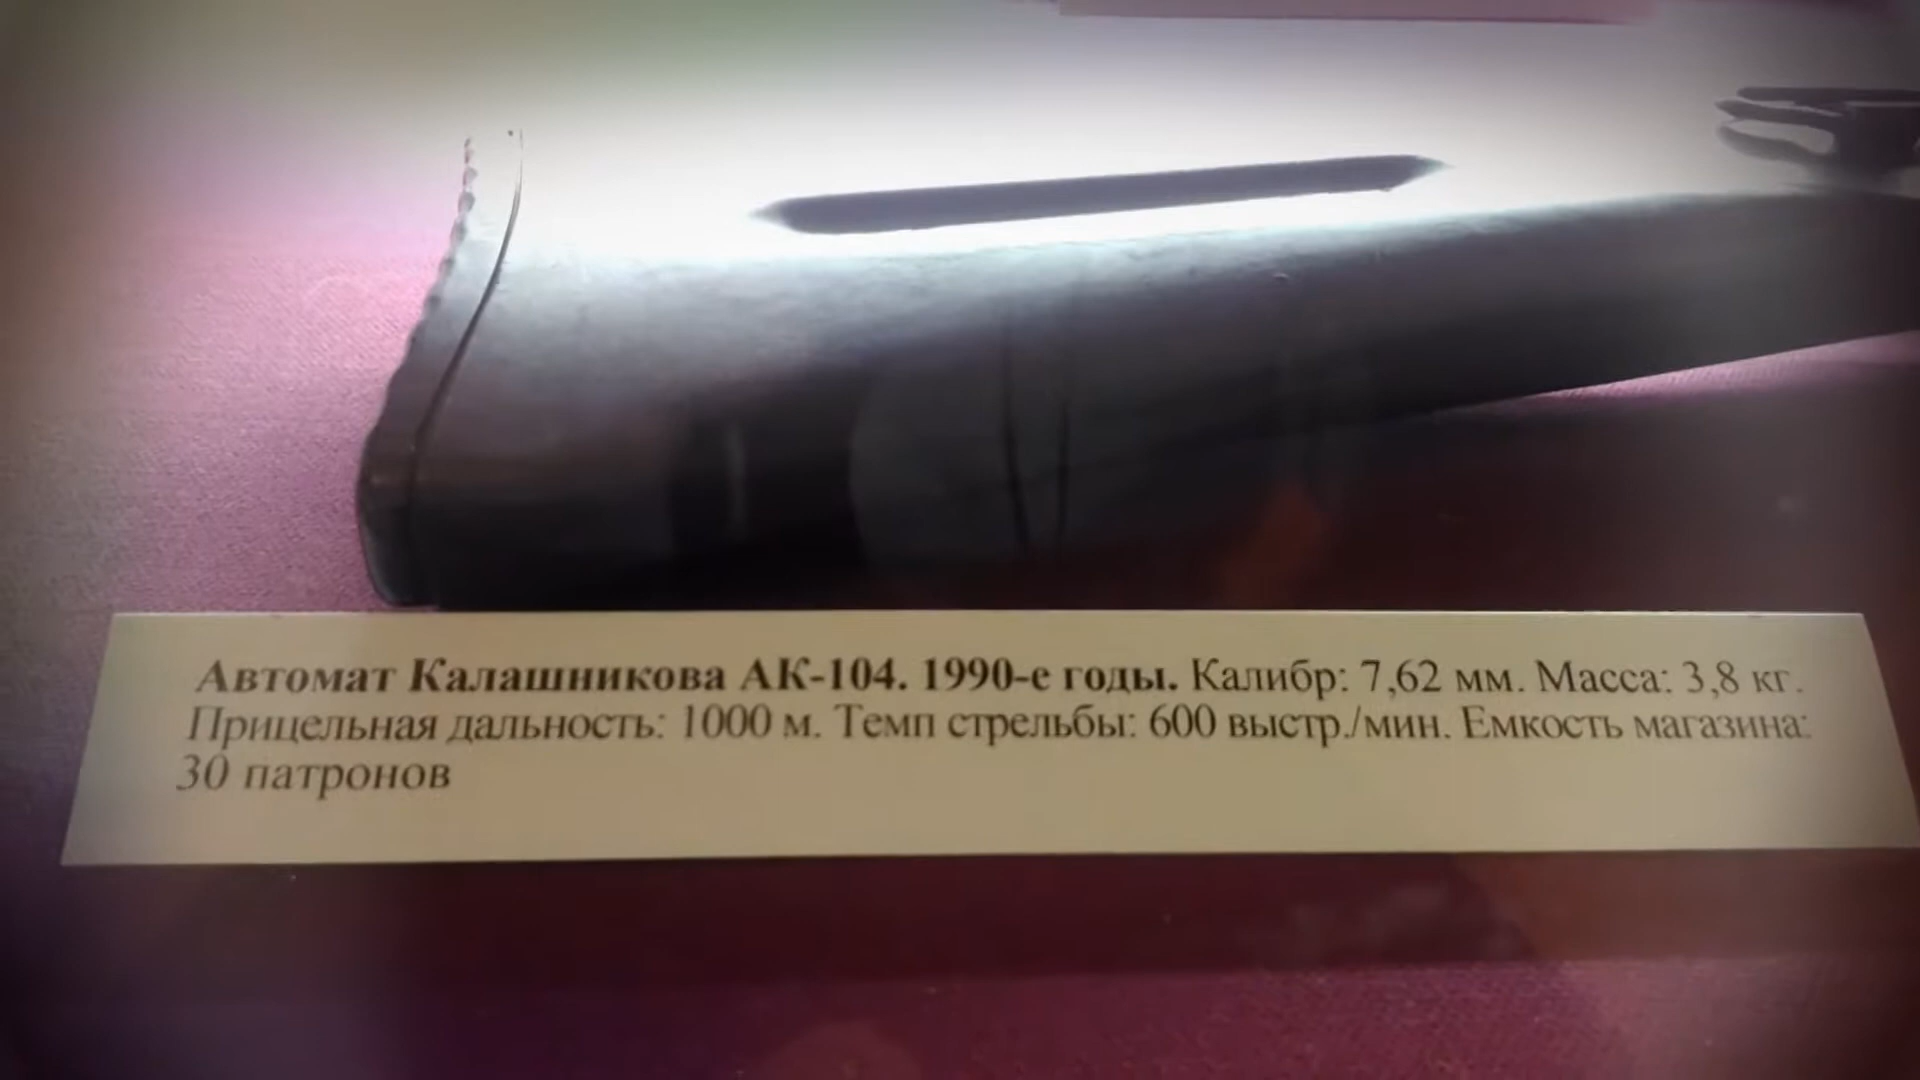 Автомат Калашникова АК-104. 1990-е годы. Калибр: 7,62 мм. Масса: 3,8 кг.
Прицельная дальность: 1000 м. Темп стрельбы: 600 выстр./мин. Емкость магазина:
30 патронов